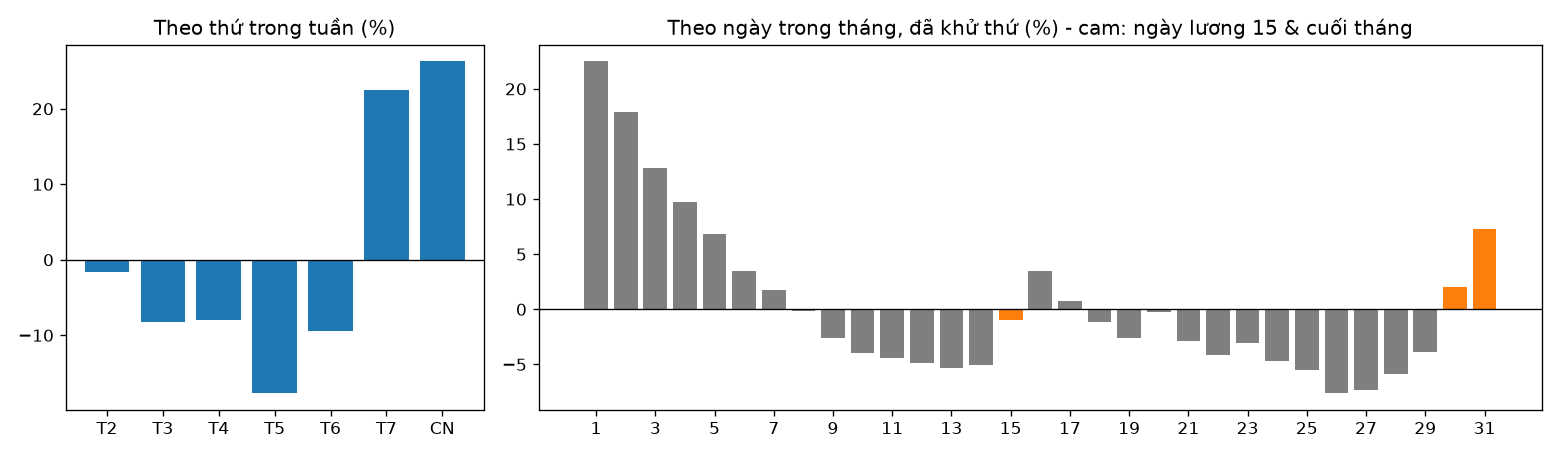 Theo thứ trong tuần (%)
20
10
0
−10
T2 T3 T4 T5 T6 T7 CN
Theo ngày trong tháng, đã khử thứ (%) - cam: ngày lương 15 & cuối tháng
20
15
10
5
0
−5
1 3 5 7 9 11 13 15 17 19 21 23 25 27 29 31